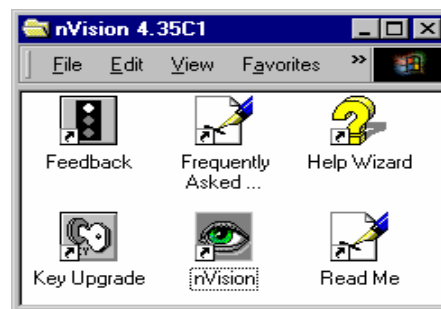 nVision 4.35C1
File Edit View Favorites »
Feedback Frequently Asked ... Help Wizard
Key Upgrade nVision Read Me